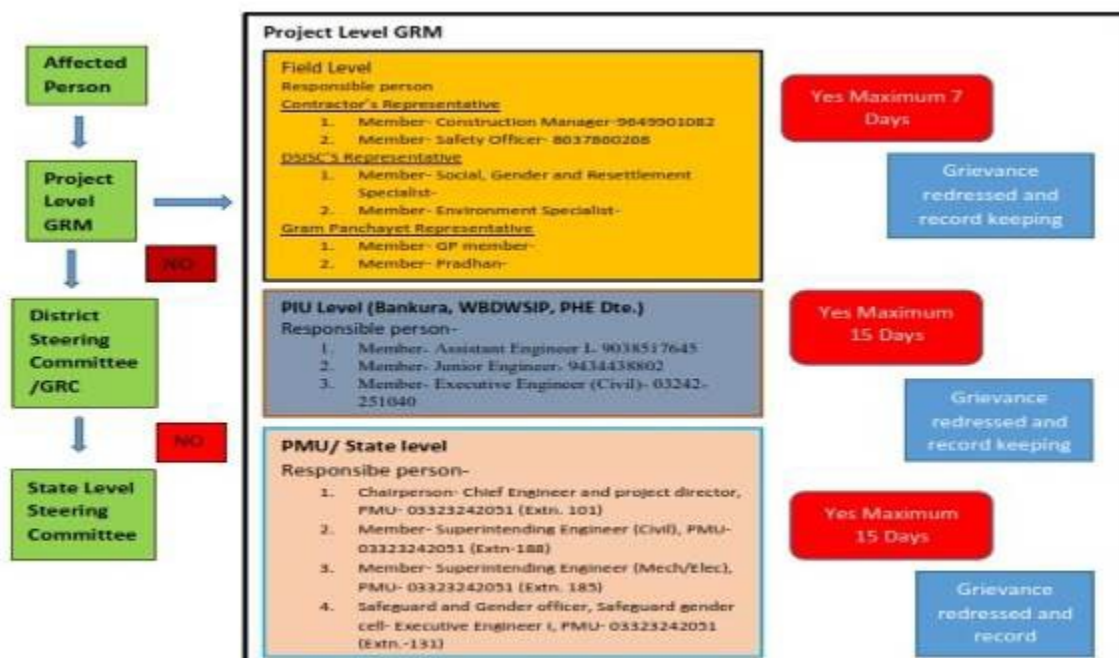 Affected
Person
Project
Level
GRM
NO
District
Steering
Committee
/GRC
NO
State Level
Steering
Committee
Project Level GRM
Field Level
Responsible person
Contractor's Representative
1. Member- Construction Manager-9649901082
2. Member- Safety Officer- 8037860268
DSISC'S Representative
1. Member- Social, Gender and Resettlement
Specialist-
2. Member- Environment Specialist-
Gram Panchayet Representative
1. Member- GP member-
2. Member- Pradhan-
Yes Maximum 7
Days
Grievance
redressed and
record keeping
PIU Level (Bankura, WBDWSIP, PHE Dte.)
Responsible person-
1. Member- Assistant Engineer I- 9038517645
2. Member- Junior Engineer- 9434438802
3. Member- Executive Engineer (Civil)- 03242-
251040
Yes Maximum
15 Days
Grievance
redressed and
record keeping
PMU/ State level
Responsibe person-
1. Chairperson- Chief Engineer and project director,
PMU- 03323242051 (Extn. 101)
2. Member- Superintending Engineer (Civil), PMU-
03323242051 (Extn-188)
3. Member- Superintending Engineer (Mech/Elec),
PMU- 03323242051 (Extn. 185)
4. Safeguard and Gender officer, Safeguard gender
cell- Executive Engineer I, PMU- 03323242051
(Extn.-131)
Yes Maximum
15 Days
Grievance
redressed and
record